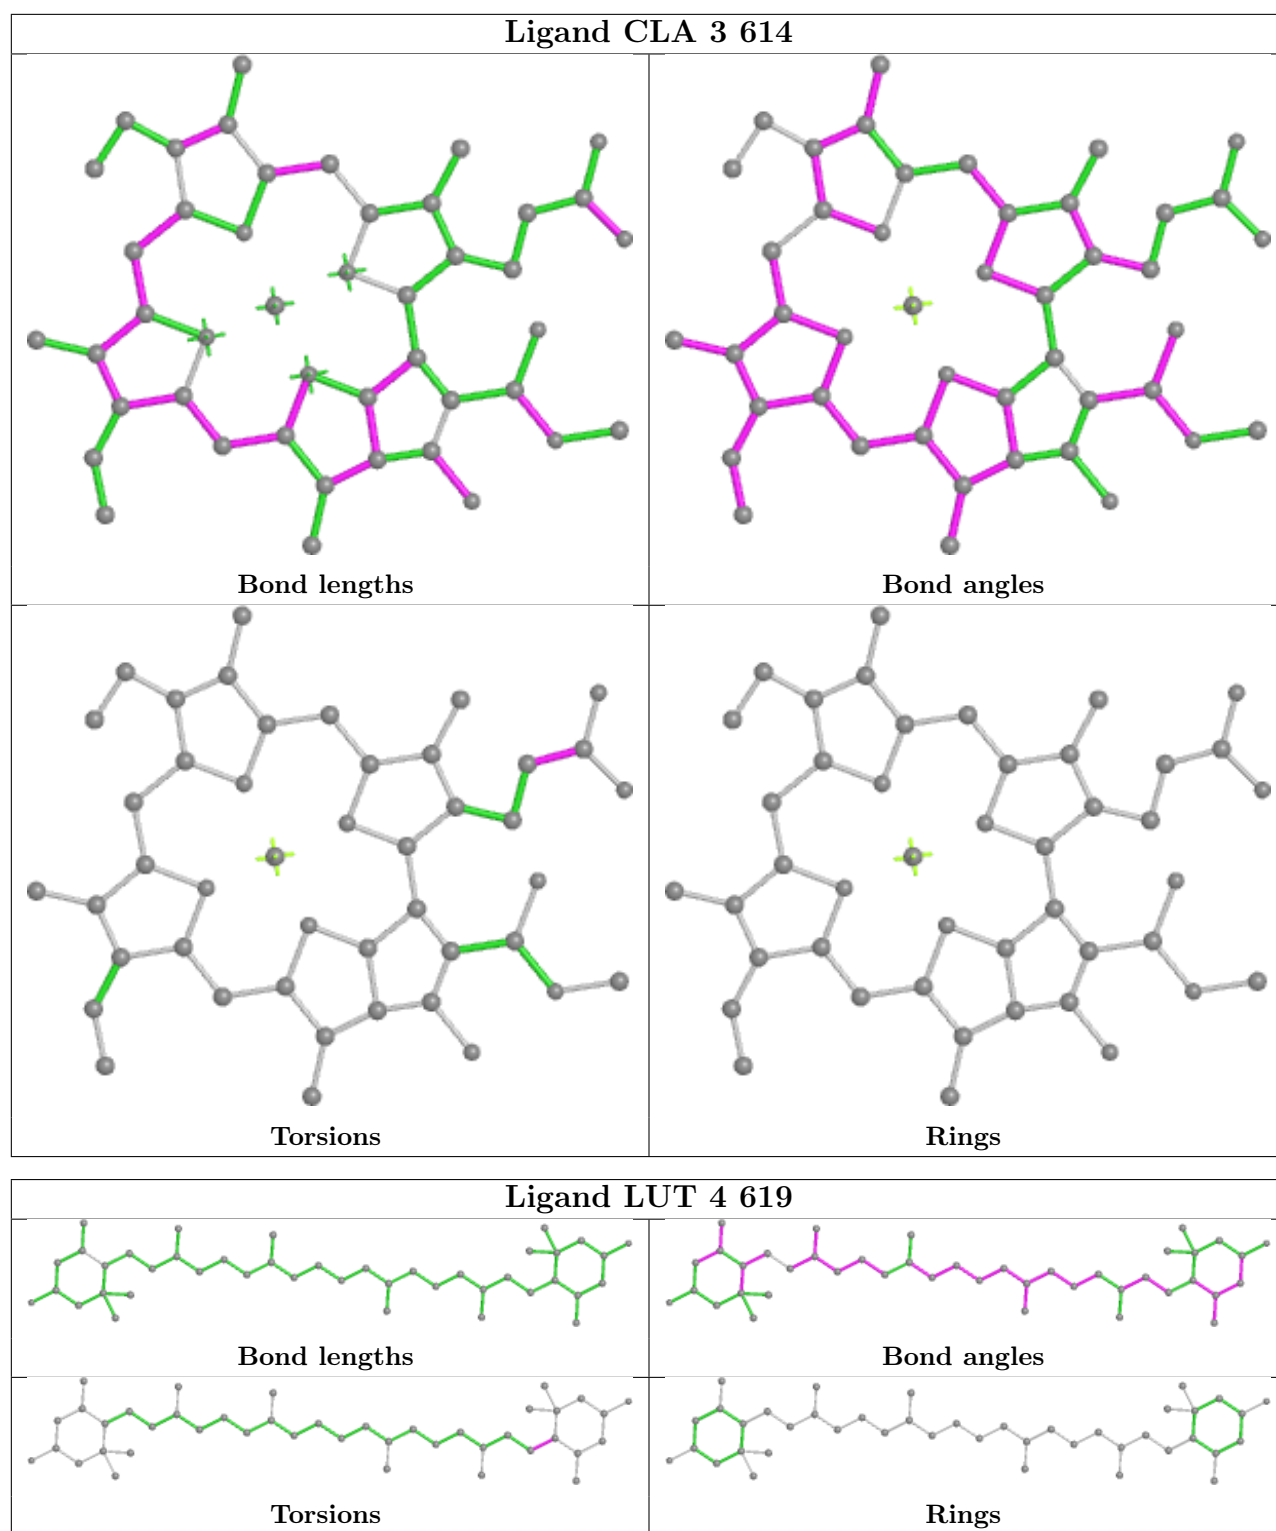 Ligand CLA 3 614
Bond lengths
Bond angles
Torsions
Rings
Ligand LUT 4 619
Bond lengths
Bond angles
Torsions
Rings